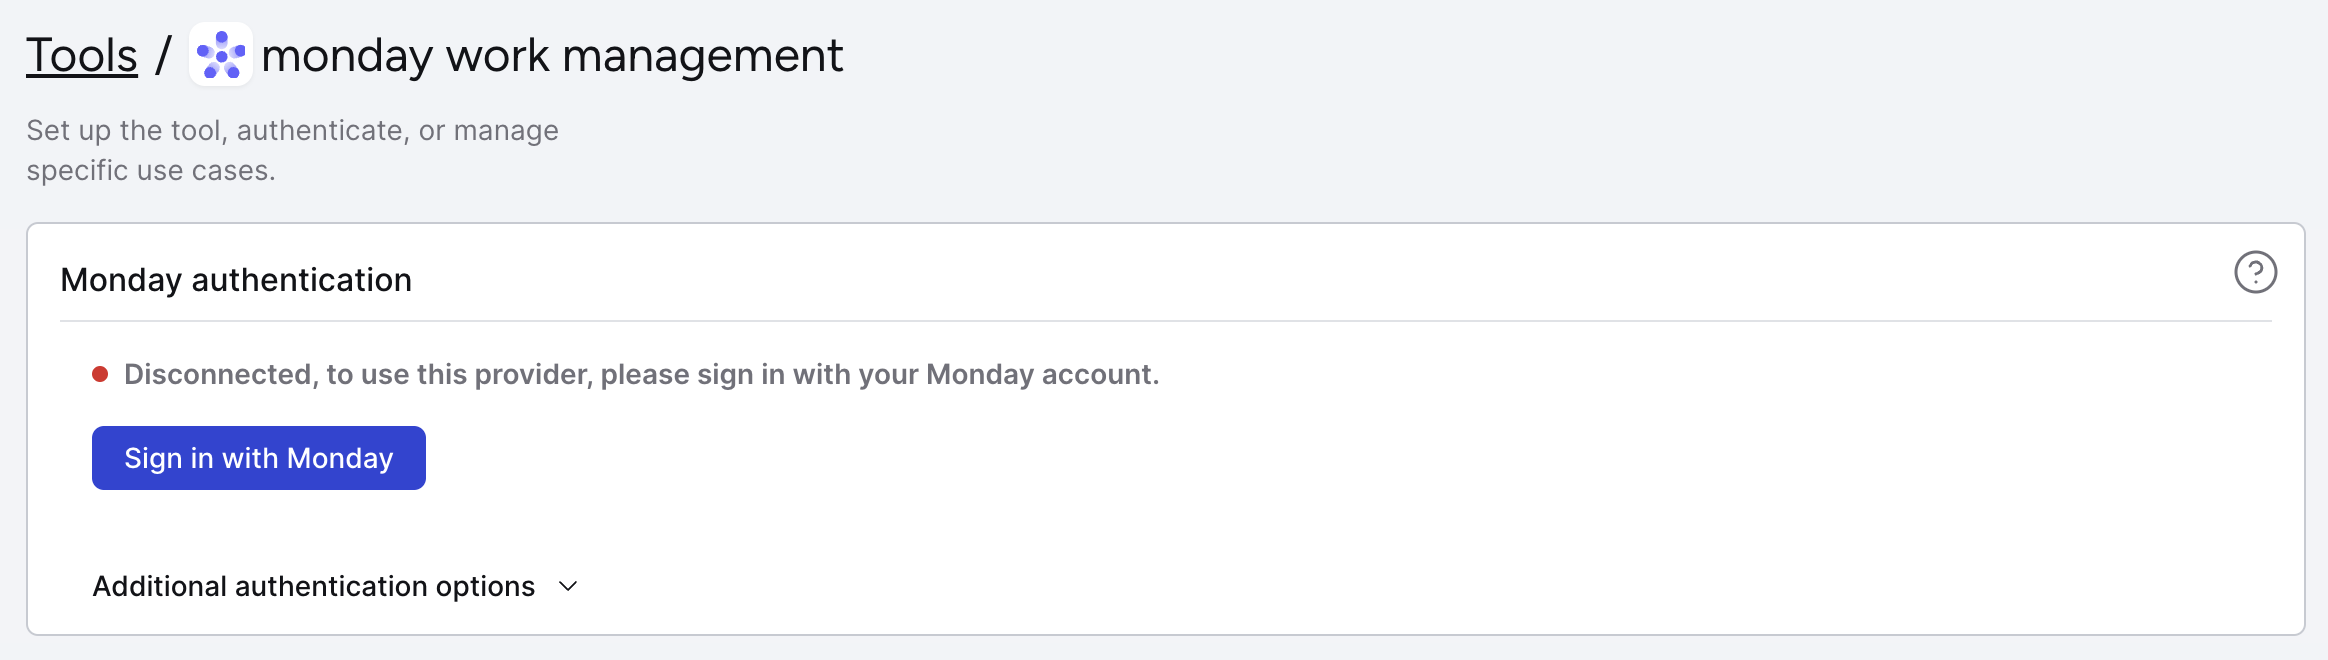 Tools / monday work management
Set up the tool, authenticate, or manage
specific use cases.
Monday authentication
?
Disconnected, to use this provider, please sign in with your Monday account.
Sign in with Monday
Additional authentication options